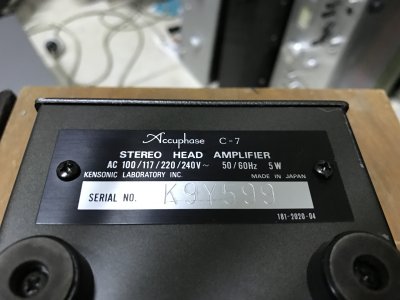 Accuphase C-7
STEREO HEAD AMPLIFIER
AC 100/117/220/240V~ 50/60Hz 5W
KENSONIC LABORATORY INC. MADE IN JAPAN
SERIAL NO. K9Y599
181-2020-04